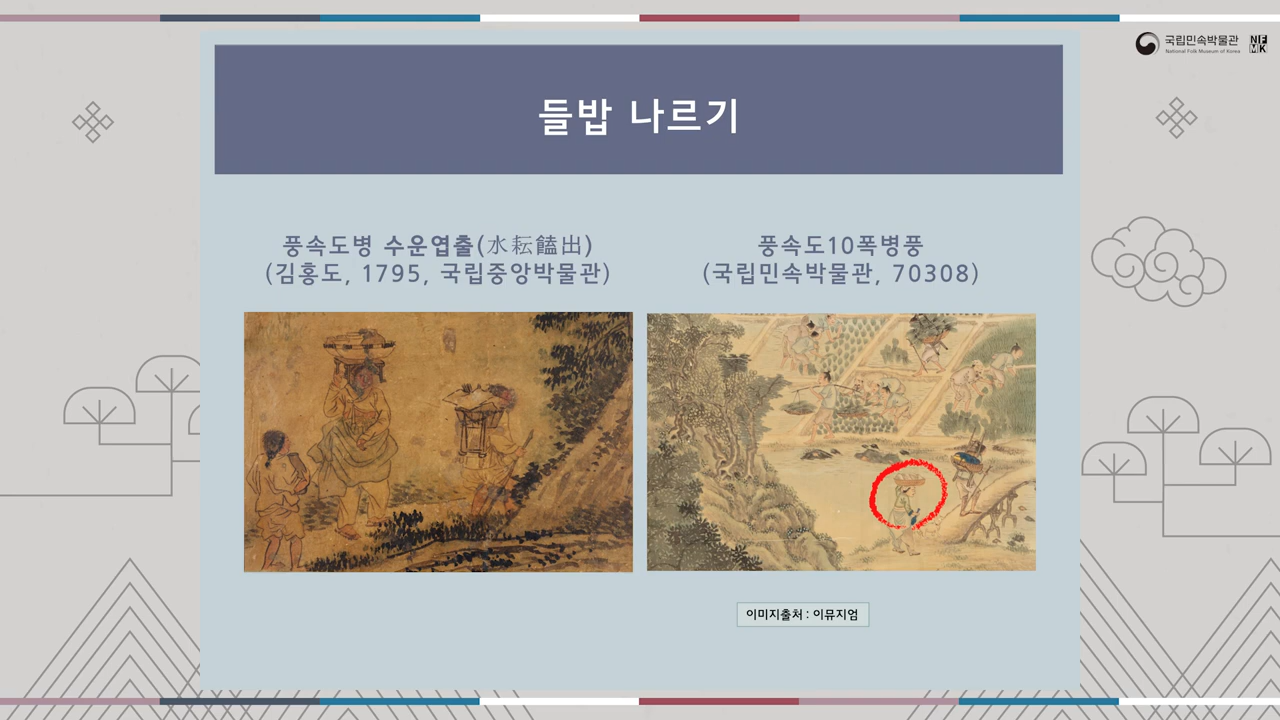 국립민속박물관
National Folk Museum of Korea
NF
MK
들밥 나르기
풍속도병 수운엽출(水耘饁出)
(김홍도, 1795, 국립중앙박물관)
풍속도10폭병풍
(국립민속박물관, 70308)
이미지출처 : 이뮤지엄